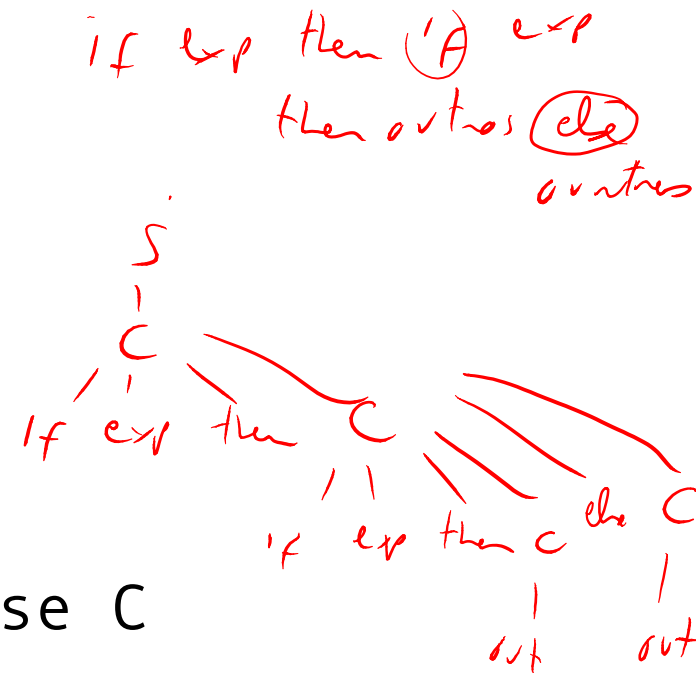 if exp then if exp
then outros else
outros
S
C
if exp then C
if exp then C else C
out out
se C